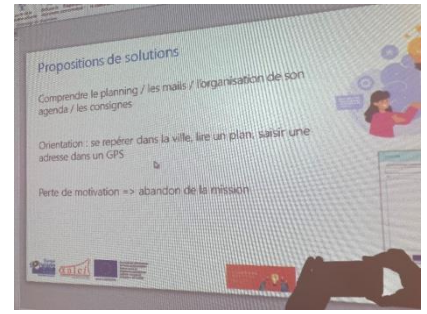 Propositions de solutions
Comprendre le planning / les mails / l'organisation de son
agenda / les consignes
Orientation : se repérer dans la ville, lire un plan, saisir une
adresse dans un GPS
Perte de motivation => abandon de la mission